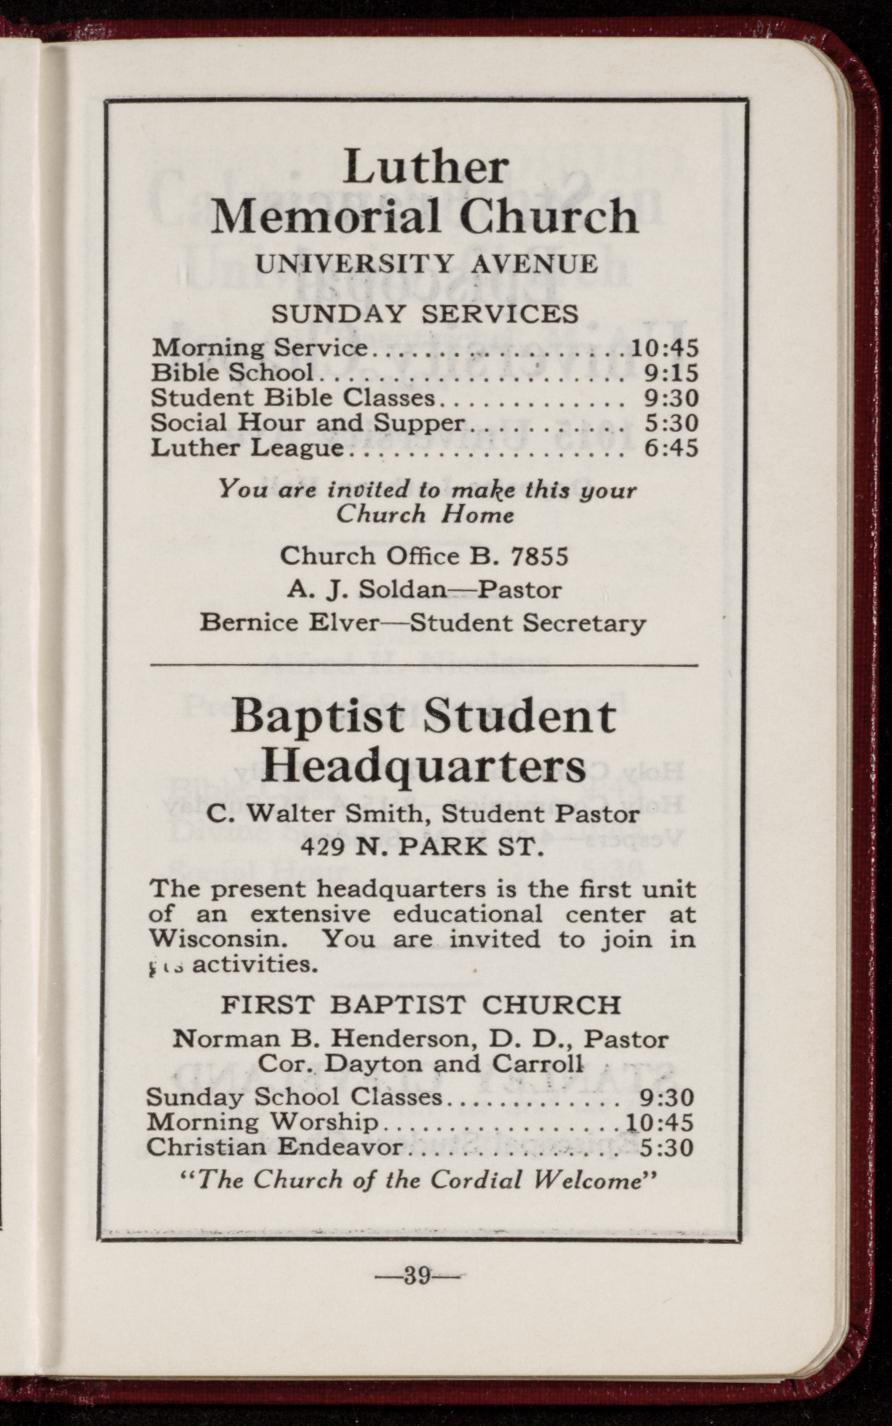 Luther
Memorial Church
UNIVERSITY AVENUE
SUNDAY SERVICES
Morning Service...................10:45
Bible School...................... 9:15
Student Bible Classes............. 9:30
Social Hour and Supper........... 5:30
Luther League................... 6:45
You are invited to make this your
Church Home
Church Office B. 7855
A. J. Soldan—Pastor
Bernice Elver—Student Secretary
Baptist Student
Headquarters
C. Walter Smith, Student Pastor
429 N. PARK ST.
The present headquarters is the first unit
of an extensive educational center at
Wisconsin. You are invited to join in
activities.
FIRST BAPTIST CHURCH
Norman B. Henderson, D. D., Pastor
Cor. Dayton and Carroll
Sunday School Classes............. 9:30
Morning Worship.................10:45
Christian Endeavor............... 5:30
“The Church of the Cordial Welcome”
—39—